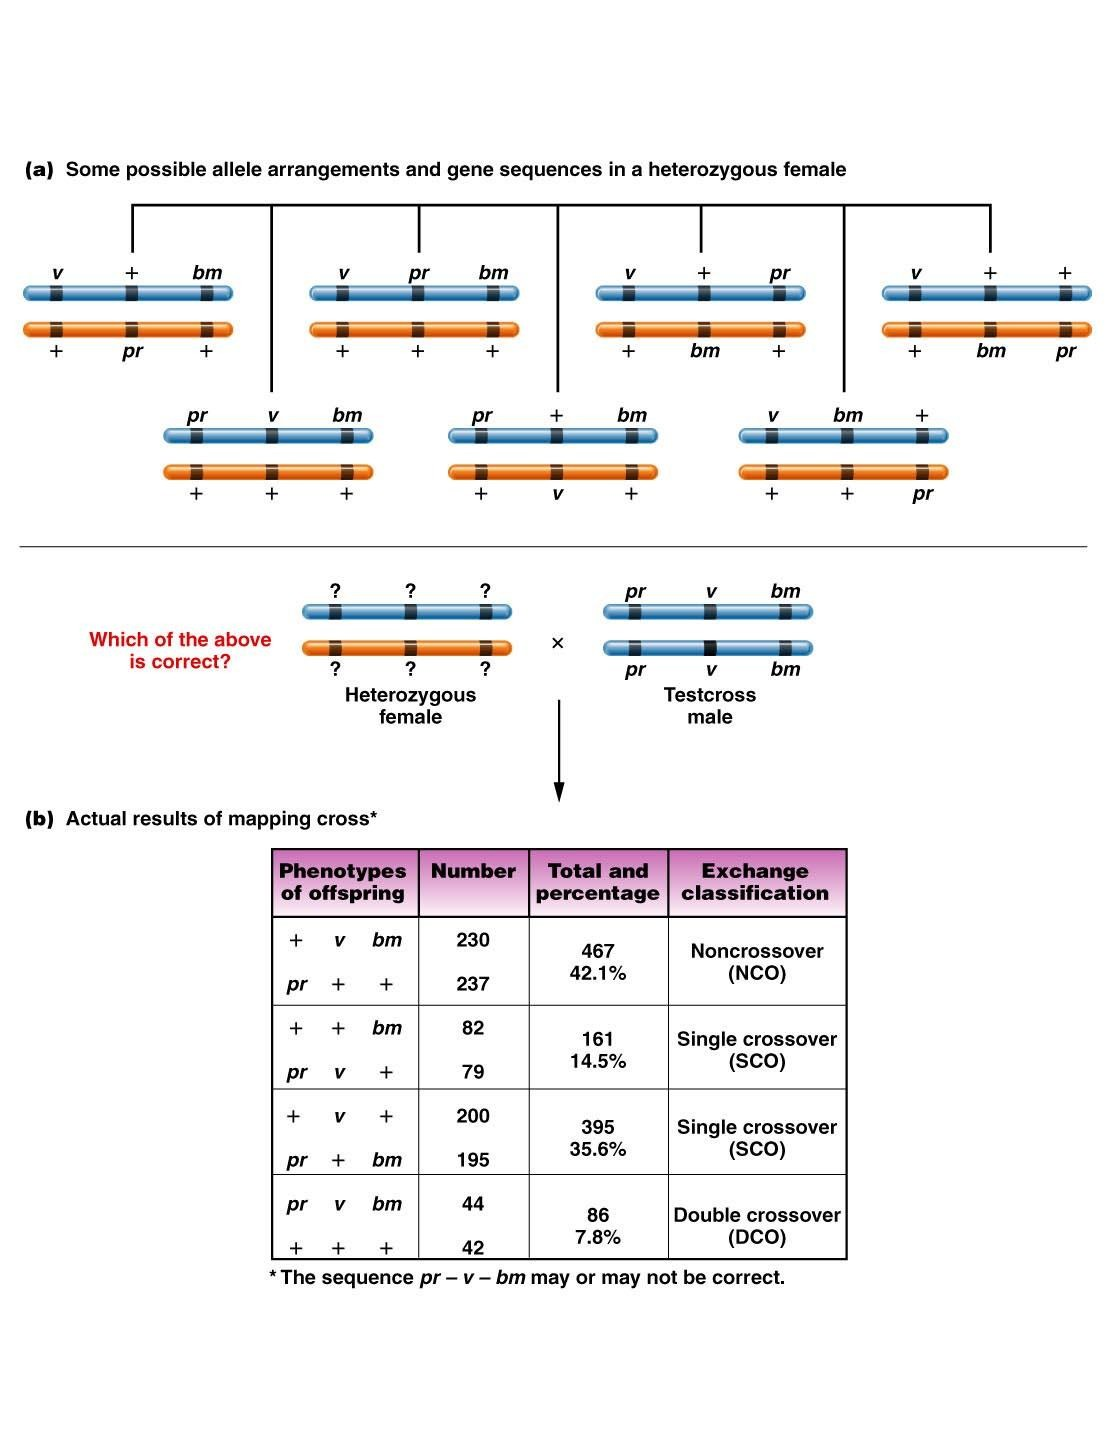 (a) Some possible allele arrangements and gene sequences in a heterozygous female
v + bm
+ pr +
v pr bm
+ + +
v + pr
+ bm +
v + +
+ bm pr
pr v bm
+ + +
pr + bm
+ v +
v bm +
+ + pr
Which of the above
is correct?
? ? ?
? ? ?
Heterozygous
female
×
pr v bm
pr v bm
Testcross
male
(b) Actual results of mapping cross*
Phenotypes of offspring
Number
Total and percentage
Exchange classification
+ v bm 230
pr + + 237
467
42.1%
Noncrossover
(NCO)
+ + bm 82
pr v + 79
161
14.5%
Single crossover
(SCO)
+ v + 200
pr + bm 195
395
35.6%
Single crossover
(SCO)
pr v bm 44
+ + + 42
86
7.8%
Double crossover
(DCO)
* The sequence pr – v – bm may or may not be correct.